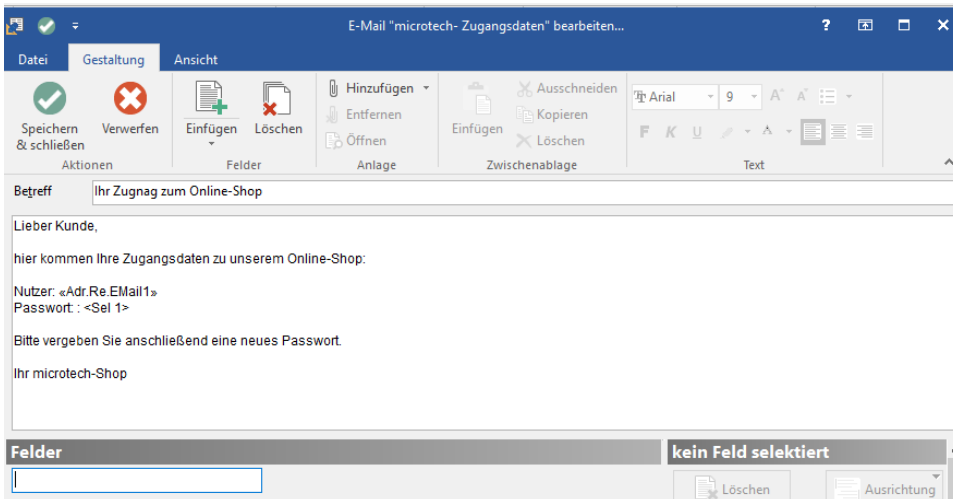 E-Mail "microtech- Zugangsdaten" bearbeiten...
?
Datei Gestaltung Ansicht
Speichern & schließen
Verwerfen
Aktionen
Einfügen
Löschen
Felder
Hinzufügen
Entfernen
Öffnen
Anlage
Einfügen
Ausschneiden
Kopieren
Löschen
Zwischenablage
Arial 9 A A
F K U A
Text
Betreff Ihr Zugnag zum Online-Shop
Lieber Kunde,
hier kommen Ihre Zugangsdaten zu unserem Online-Shop:
Nutzer: «Adr.Re.EMail1»
Passwort: : <Sel 1>
Bitte vergeben Sie anschließend eine neues Passwort.
Ihr microtech-Shop
Felder
kein Feld selektiert
Löschen
Ausrichtung